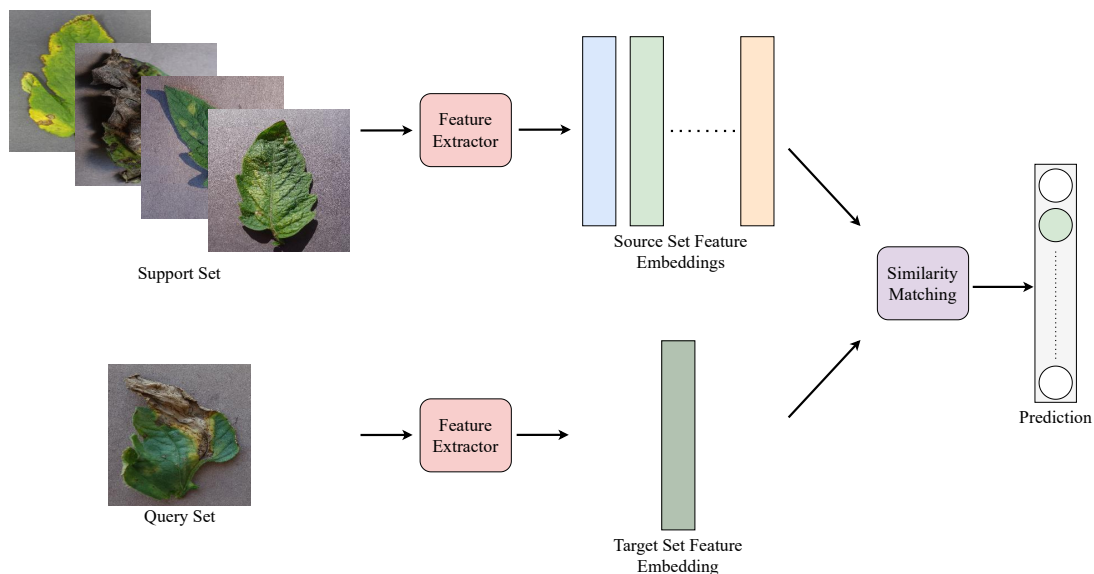 Support Set
Feature
Extractor
Source Set Feature
Embeddings
Similarity
Matching
Prediction
Query Set
Feature
Extractor
Target Set Feature
Embedding